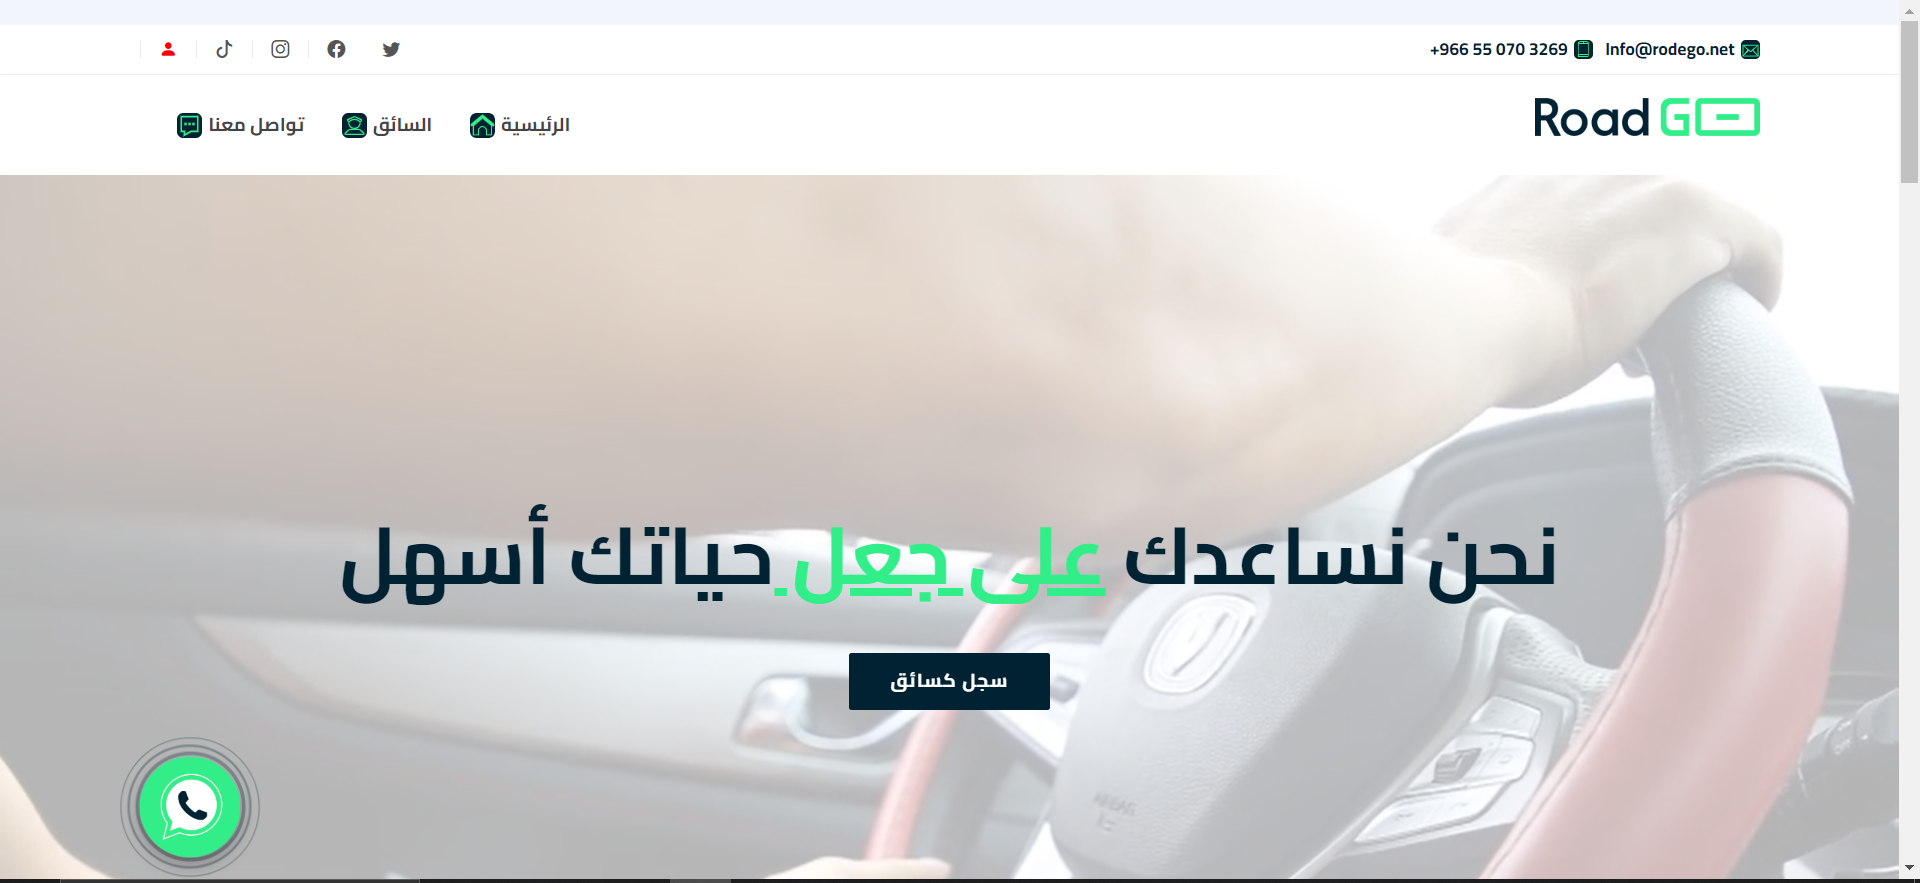 Info@rodego.net +966 55 070 3269
Road GO
الرئيسية السائق تواصل معنا
نحن نساعدك على جعل حياتك أسهل
سجل كسائق